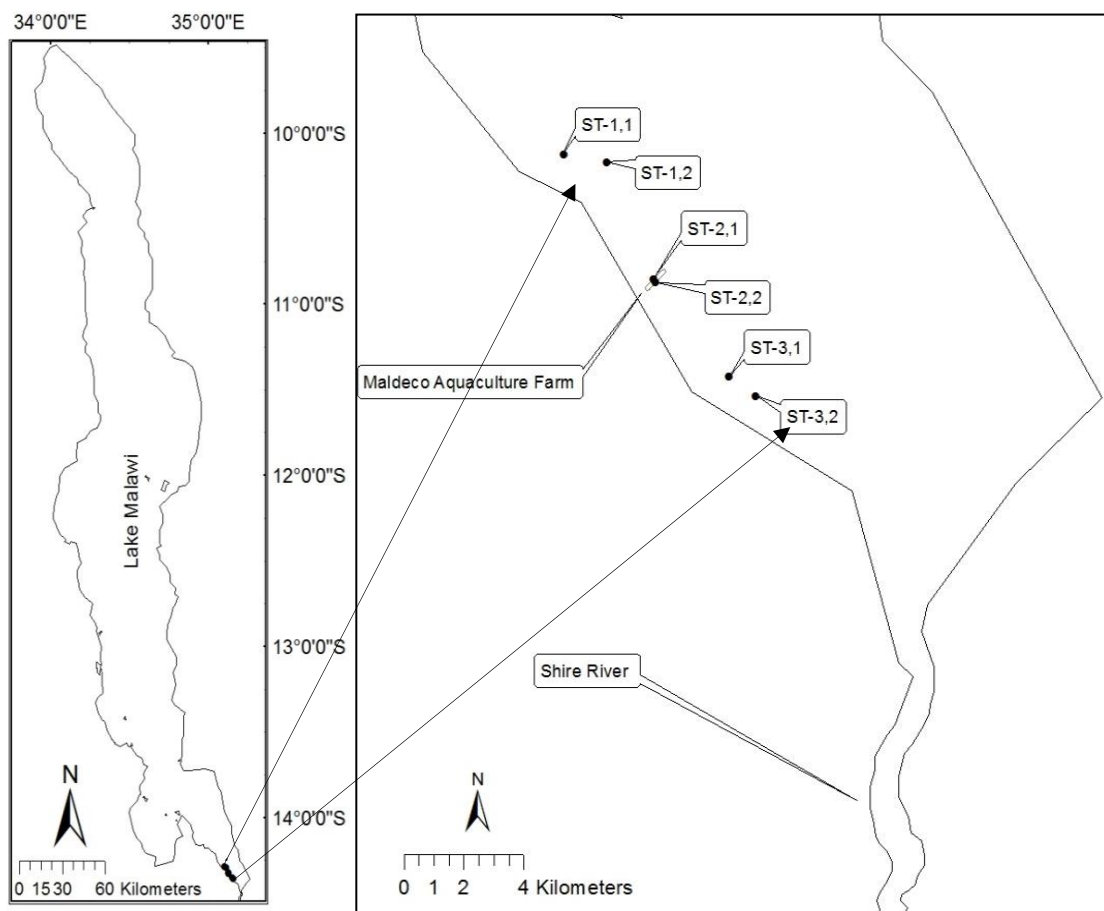 34°0'0"E
35°0'0"E
10°0'0"S
11°0'0"S
12°0'0"S
13°0'0"S
14°0'0"S
Lake Malawi
N
0 15 30 60 Kilometers
ST-1,1
ST-1,2
ST-2,1
ST-2,2
ST-3,1
Maldeco Aquaculture Farm
ST-3,2
Shire River
N
0 1 2 4 Kilometers